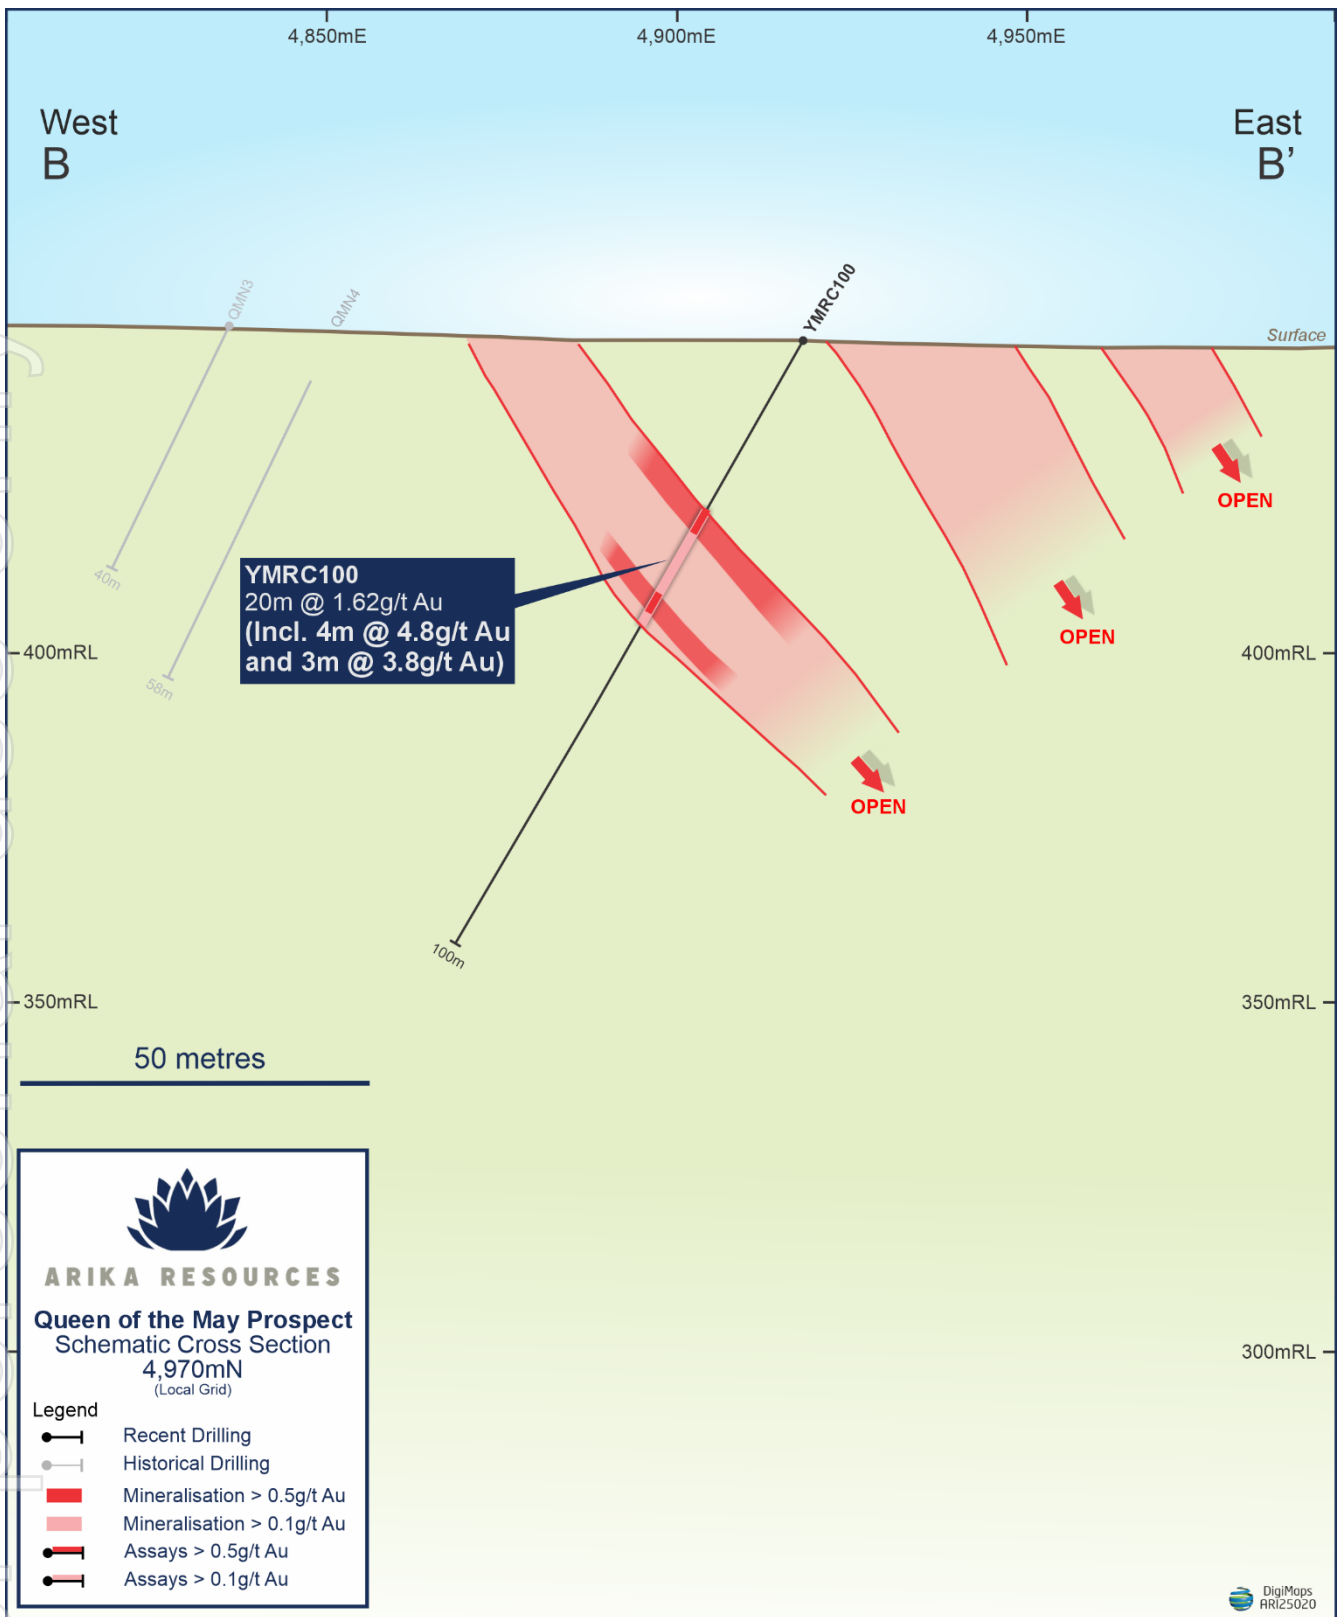 4,850mE
4,900mE
4,950mE
West
B
East
B’
QMN3
QMN4
YMRC100
Surface
40m
58m
100m
YMRC100
20m @ 1.62g/t Au
(Incl. 4m @ 4.8g/t Au
and 3m @ 3.8g/t Au)
OPEN
OPEN
OPEN
400mRL
400mRL
350mRL
350mRL
300mRL
50 metres
ARIKA RESOURCES
Queen of the May Prospect
Schematic Cross Section
4,970mN
(Local Grid)
Legend
Recent Drilling
Historical Drilling
Mineralisation > 0.5g/t Au
Mineralisation > 0.1g/t Au
Assays > 0.5g/t Au
Assays > 0.1g/t Au
DigiMaps
ARI25020